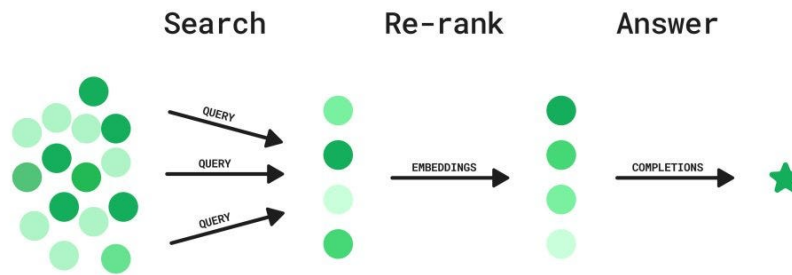 Search
Re-rank
Answer
QUERY
QUERY
QUERY
EMBEDDINGS
COMPLETIONS